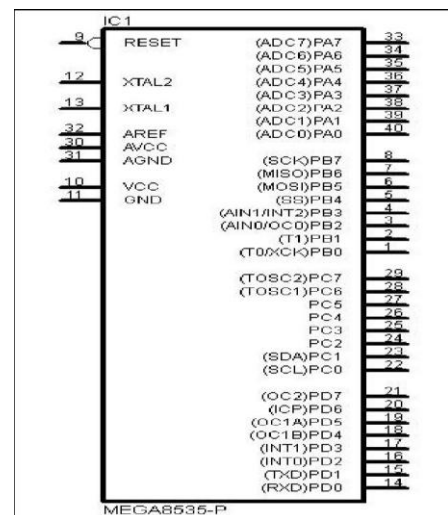 IC1
9 RESET (ADC7)PA7 33
(ADC6)PA6 34
(ADC5)PA5 35
12 XTAL2 (ADC4)PA4 36
(ADC3)PA3 37
13 XTAL1 (ADC2)PA2 38
(ADC1)PA1 39
32 AREF (ADC0)PA0 40
30 AVCC
31 AGND (SCK)PB7 8
(MISO)PB6 7
10 VCC (MOSI)PB5 6
11 GND (SS)PB4 5
(AIN1/INT2)PB3 4
(AIN0/OC0)PB2 3
(T1)PB1 2
(T0/XCK)PB0 1
(TOSC2)PC7 29
(TOSC1)PC6 28
PC5 27
PC4 26
PC3 25
PC2 24
(SDA)PC1 23
(SCL)PC0 22
(OC2)PD7 21
(ICP)PD6 20
(OC1A)PD5 19
(OC1B)PD4 18
(INT1)PD3 17
(INT0)PD2 16
(TXD)PD1 15
(RXD)PD0 14
MEGA8535-P